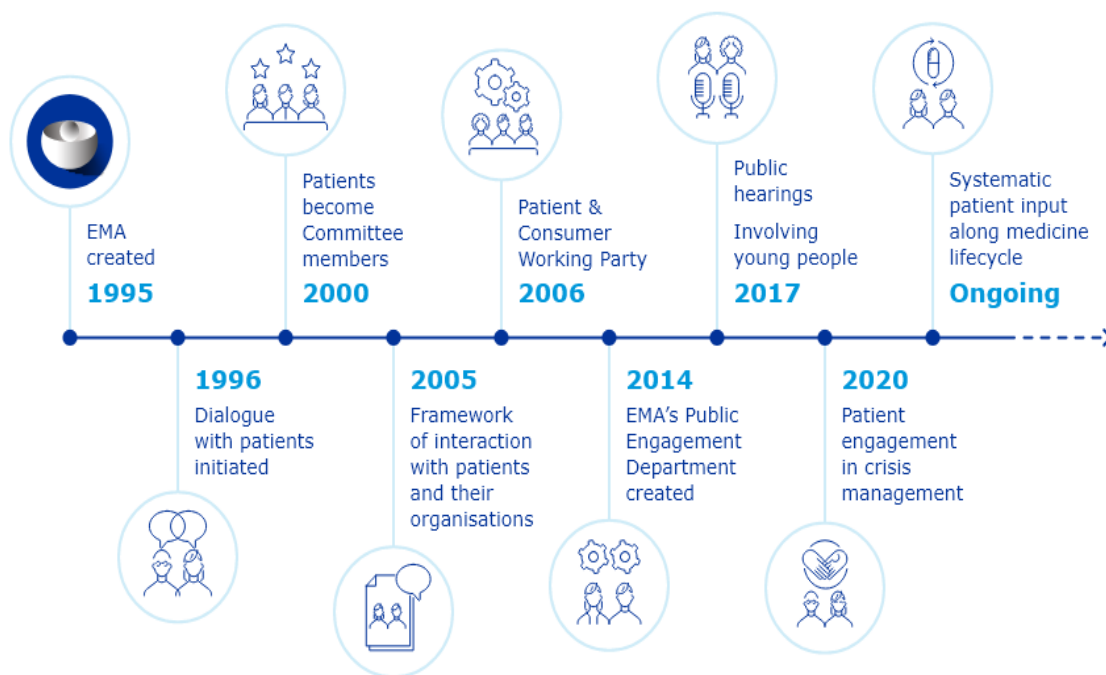 EMA
created
1995
Patients
become
Committee
members
2000
Patient &
Consumer
Working Party
2006
Public
hearings
Involving
young people
2017
Systematic
patient input
along medicine
lifecycle
Ongoing
1996
Dialogue
with patients
initiated
2005
Framework
of interaction
with patients
and their
organisations
2014
EMA’s Public
Engagement
Department
created
2020
Patient
engagement
in crisis
management